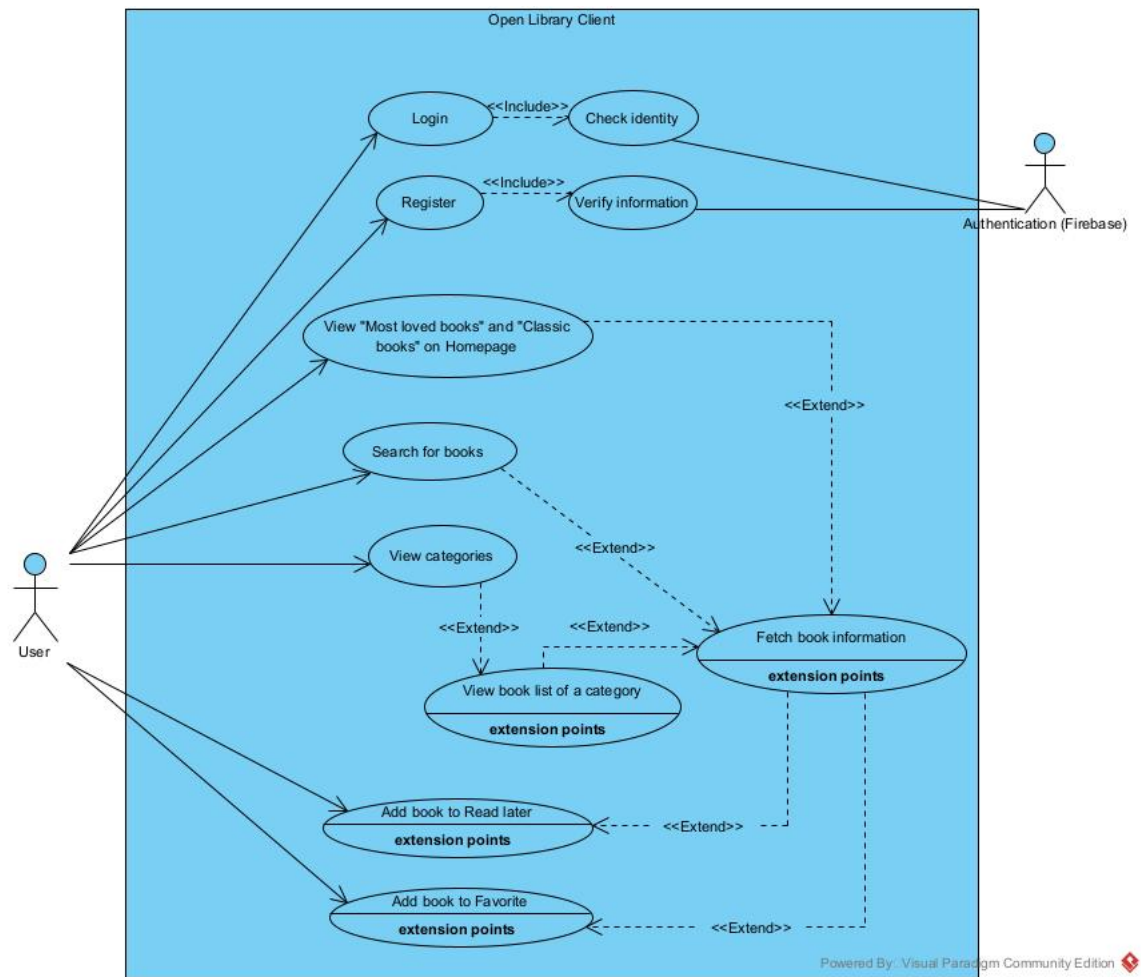 Open Library Client
Login
<<Include>>
Check identity
Register
<<Include>>
Verify information
Authentication (Firebase)
View "Most loved books" and "Classic
books" on Homepage
<<Extend>>
Search for books
<<Extend>>
View categories
<<Extend>>
<<Extend>>
Fetch book information
extension points
User
View book list of a category
extension points
Add book to Read later
extension points
<<Extend>>
Add book to Favorite
extension points
<<Extend>>
Powered By: Visual Paradigm Community Edition